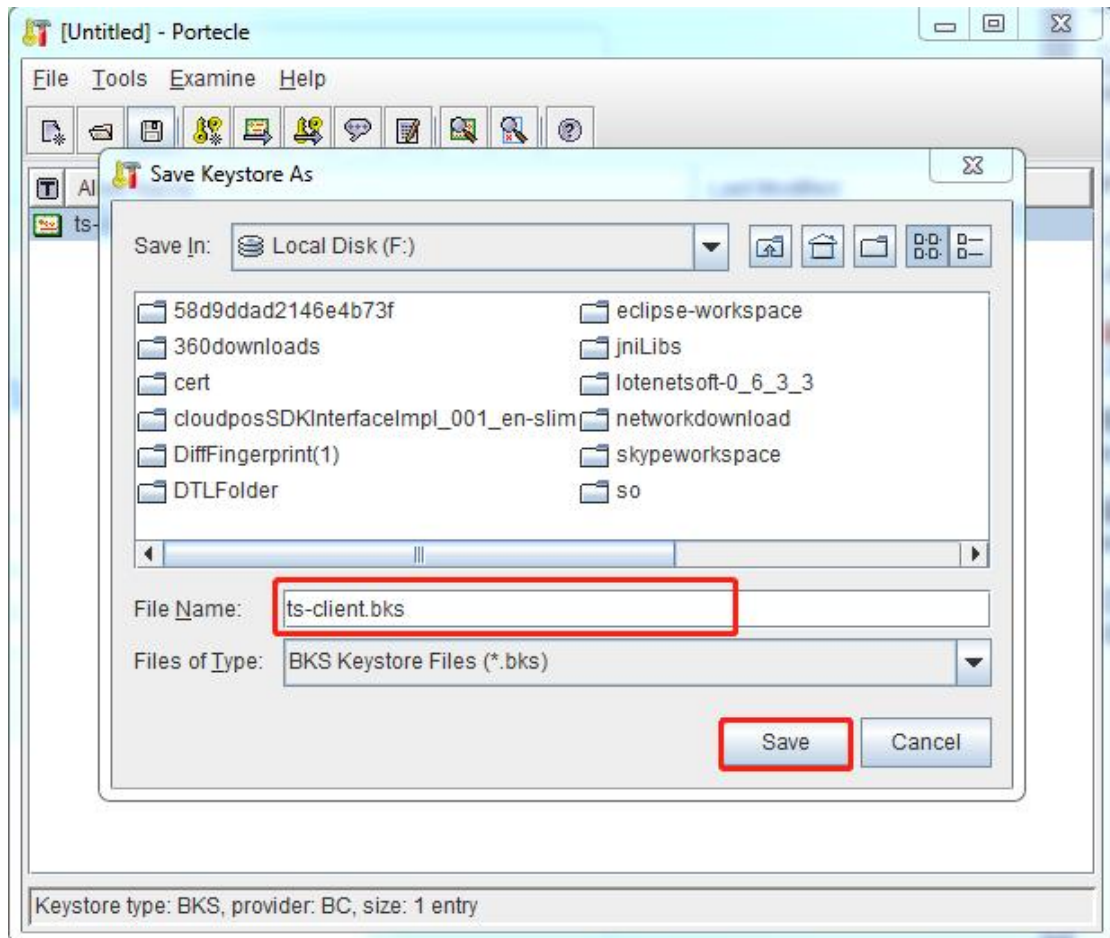 [Untitled] - Portecle
File Tools Examine Help
Save Keystore As
ts-
Save In: Local Disk (F:)
58d9ddad2146e4b73f
360downloads
cert
cloudposSDKInterfaceImpl_001_en-slim
DiffFingerprint(1)
DTLFolder
eclipse-workspace
jniLibs
lotenetsoft-0_6_3_3
networkdownload
skypeworkspace
so
File Name: ts-client.bks
Files of Type: BKS Keystore Files (*.bks)
Save Cancel
Keystore type: BKS, provider: BC, size: 1 entry